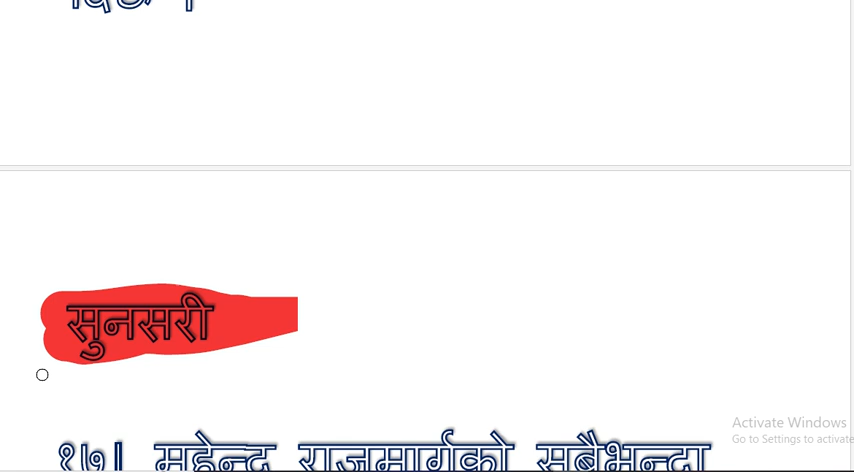 सुनसरी
Activate Windows
Go to Settings to activate
१७। महेन्द्र राजमार्गको सबैभन्दा